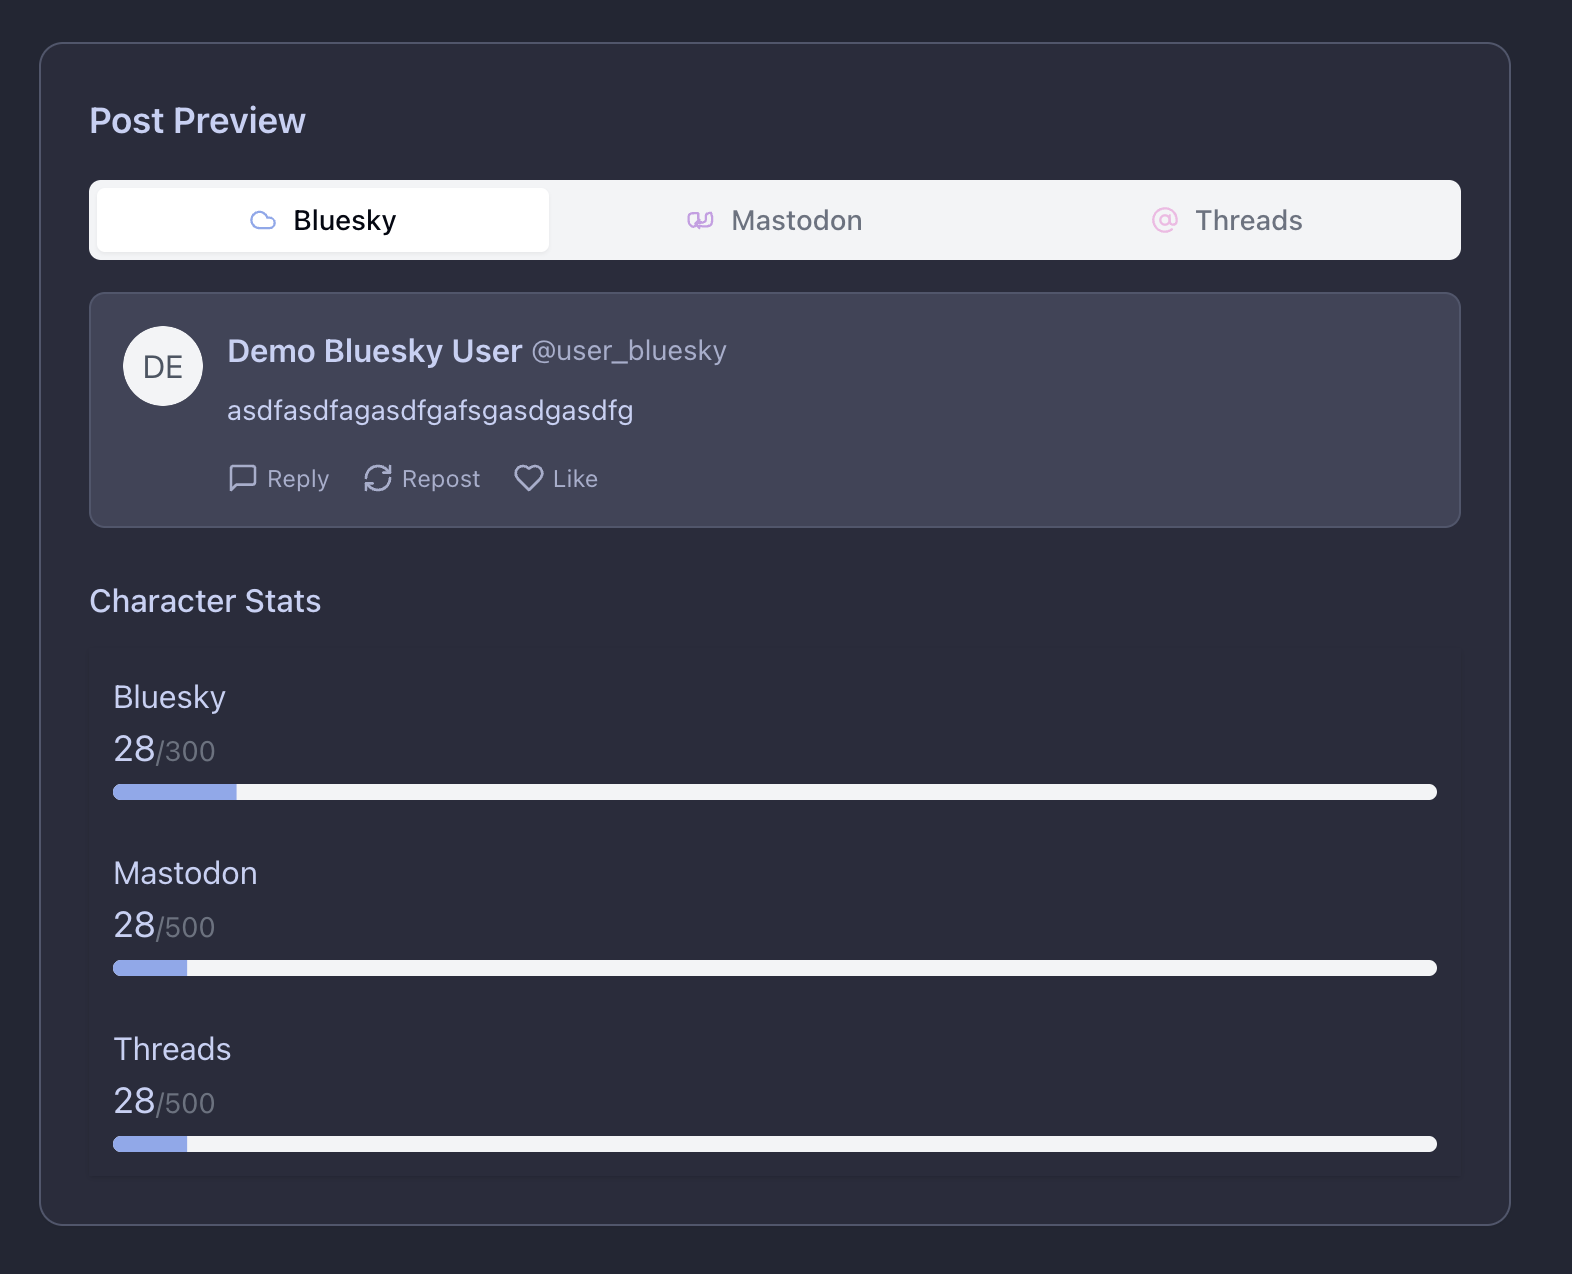 Post Preview
Bluesky Mastodon Threads
DE
Demo Bluesky User @user_bluesky
asdfasdfagasdfgafsgasdgasdfg
Reply Repost Like
Character Stats
Bluesky
28/300
Mastodon
28/500
Threads
28/500